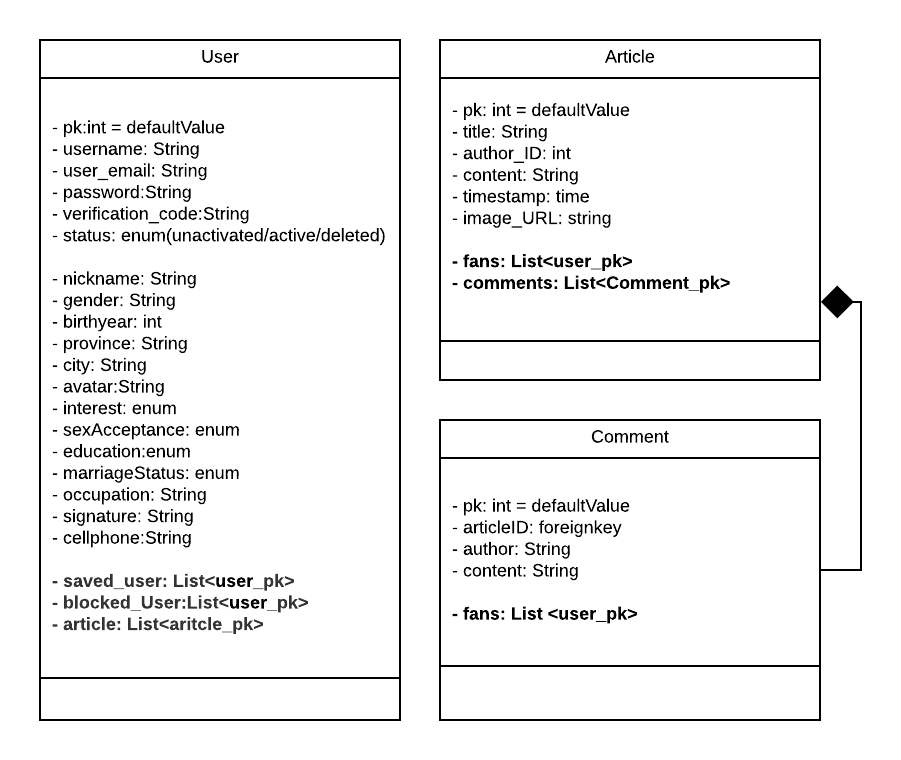 User
- pk:int = defaultValue
- username: String
- user_email: String
- password:String
- verification_code:String
- status: enum(unactivated/active/deleted)
- nickname: String
- gender: String
- birthyear: int
- province: String
- city: String
- avatar:String
- interest: enum
- sexAcceptance: enum
- education:enum
- marriageStatus: enum
- occupation: String
- signature: String
- cellphone:String
- saved_user: List<user_pk>
- blocked_User:List<user_pk>
- article: List<aritcle_pk>
Article
- pk: int = defaultValue
- title: String
- author_ID: int
- content: String
- timestamp: time
- image_URL: string
- fans: List<user_pk>
- comments: List<Comment_pk>
Comment
- pk: int = defaultValue
- articleID: foreignkey
- author: String
- content: String
- fans: List <user_pk>